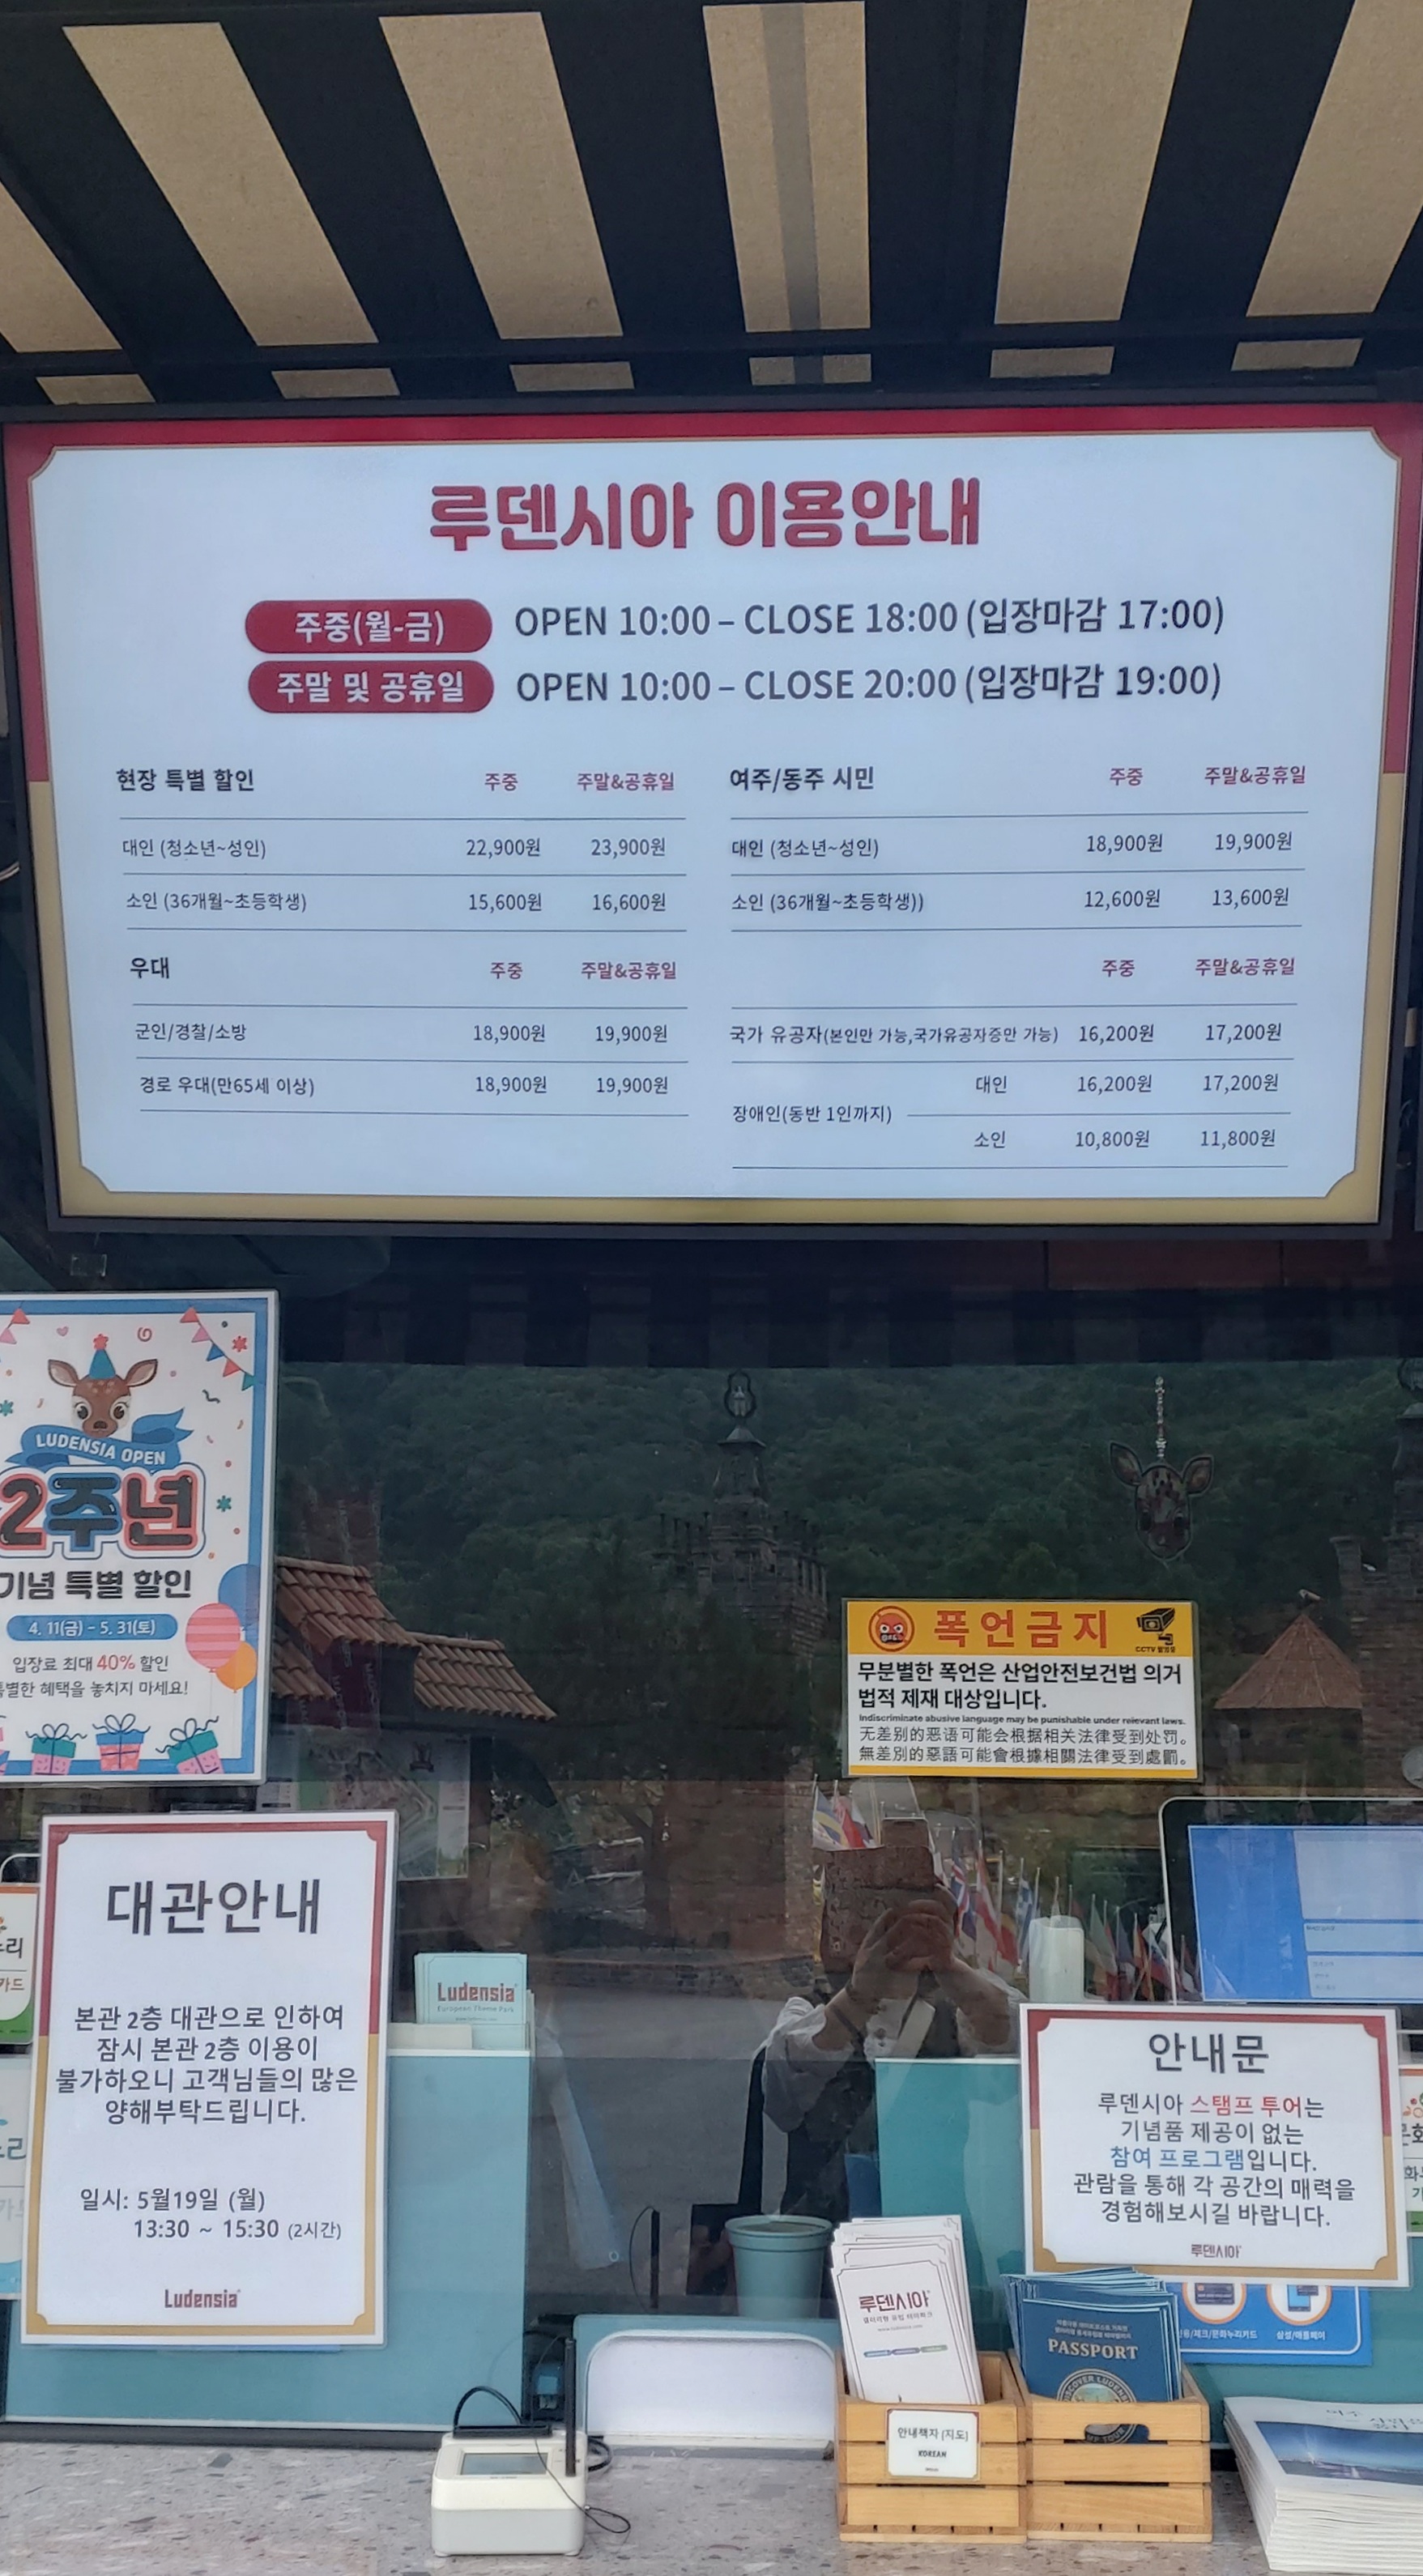 루덴시아 이용안내
주중(월-금) OPEN 10:00 – CLOSE 18:00 (입장마감 17:00)
주말 및 공휴일 OPEN 10:00 – CLOSE 20:00 (입장마감 19:00)
현장 특별 할인 주중 주말&공휴일
대인 (청소년~성인) 22,900원 23,900원
소인 (36개월~초등학생) 15,600원 16,600원
우대 주중 주말&공휴일
군인/경찰/소방 18,900원 19,900원
경로 우대(만65세 이상) 18,900원 19,900원
여주/동주 시민 주중 주말&공휴일
대인 (청소년~성인) 18,900원 19,900원
소인 (36개월~초등학생)) 12,600원 13,600원
주중 주말&공휴일
국가 유공자(본인만 가능,국가유공자증만 가능) 16,200원 17,200원
장애인(동반 1인까지) 대인 16,200원 17,200원
소인 10,800원 11,800원
LUDENSIA OPEN
2주년
기념 특별 할인
4. 11(금) - 5. 31(토)
입장료 최대 40% 할인
특별한 혜택을 놓치지 마세요!
폭언금지
무분별한 폭언은 산업안전보건법 의거
법적 제재 대상입니다.
Indiscriminate abusive language may be punishable under relevant laws.
无差别的恶语可能会根据相关法律受到处罚。
無差別的惡語可能會根據相關法律受到處罰。
대관안내
본관 2층 대관으로 인하여
잠시 본관 2층 이용이
불가하오니 고객님들의 많은
양해부탁드립니다.
일시: 5월19일 (월)
13:30 ~ 15:30 (2시간)
Ludensia
Ludensia
European Theme Park
안내문
루덴시아 스탬프 투어는
기념품 제공이 없는
참여 프로그램입니다.
관람을 통해 각 공간의 매력을
경험해보시길 바랍니다.
루덴시아
루덴시아
PASSPORT
안내책자 (지도)
KOREAN
삼성/애플페이